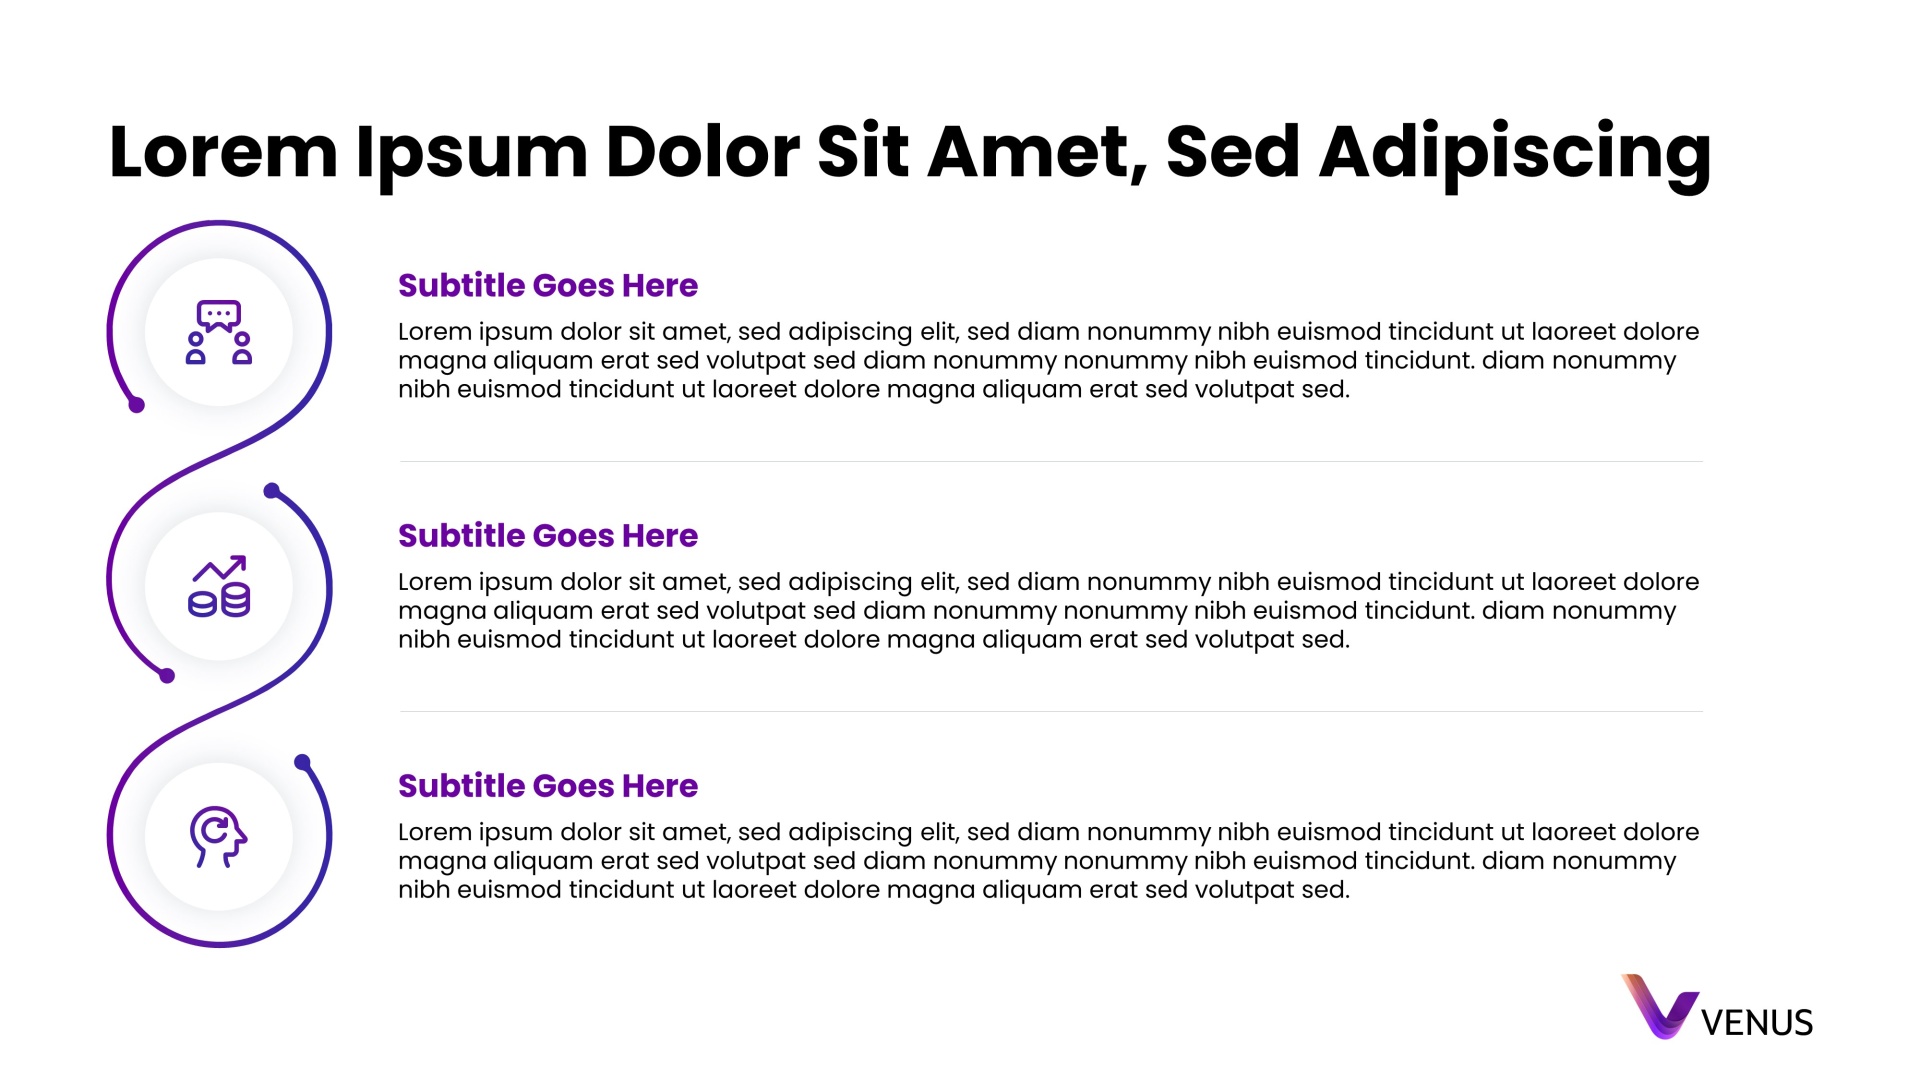 Lorem Ipsum Dolor Sit Amet, Sed Adipiscing
Subtitle Goes Here
Lorem ipsum dolor sit amet, sed adipiscing elit, sed diam nonummy nibh euismod tincidunt ut laoreet dolore
magna aliquam erat sed volutpat sed diam nonummy nonummy nibh euismod tincidunt. diam nonummy
nibh euismod tincidunt ut laoreet dolore magna aliquam erat sed volutpat sed.
Subtitle Goes Here
Lorem ipsum dolor sit amet, sed adipiscing elit, sed diam nonummy nibh euismod tincidunt ut laoreet dolore
magna aliquam erat sed volutpat sed diam nonummy nonummy nibh euismod tincidunt. diam nonummy
nibh euismod tincidunt ut laoreet dolore magna aliquam erat sed volutpat sed.
Subtitle Goes Here
Lorem ipsum dolor sit amet, sed adipiscing elit, sed diam nonummy nibh euismod tincidunt ut laoreet dolore
magna aliquam erat sed volutpat sed diam nonummy nonummy nibh euismod tincidunt. diam nonummy
nibh euismod tincidunt ut laoreet dolore magna aliquam erat sed volutpat sed.
VENUS